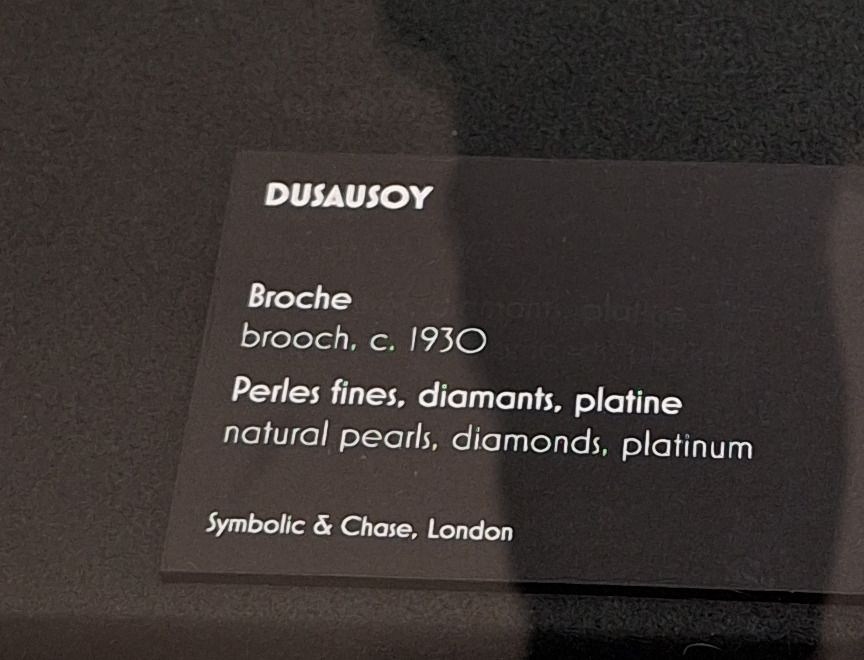 DUSAUSOY
Broche
brooch, c. 1930
Perles fines, diamants, platine
natural pearls, diamonds, platinum
Symbolic & Chase, London